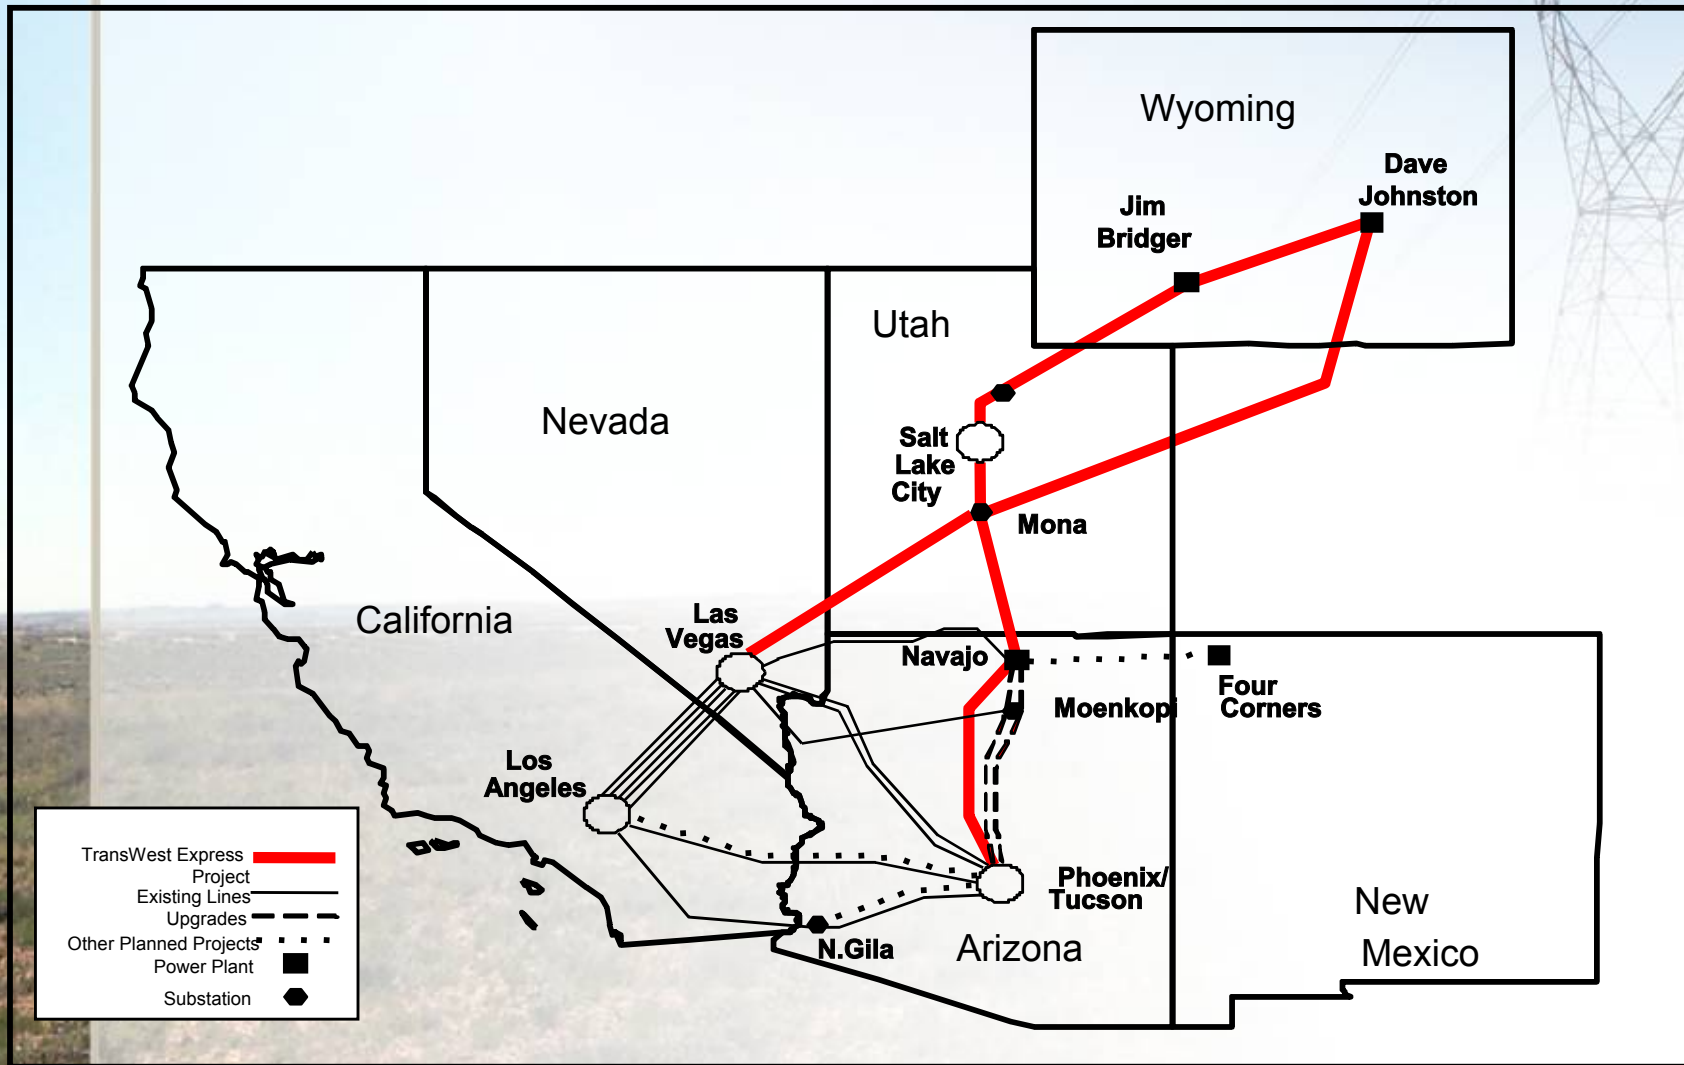 Wyoming
Dave
Johnston
Jim
Bridger
Utah
Nevada
Salt
Lake
City
Mona
California
Las
Vegas
Navajo
Four
Corners
Moenkopi
Los
Angeles
Phoenix/
Tucson
New
Mexico
N.Gila
Arizona
TransWest Express
Project
Existing Lines
Upgrades
Other Planned Projects
Power Plant
Substation